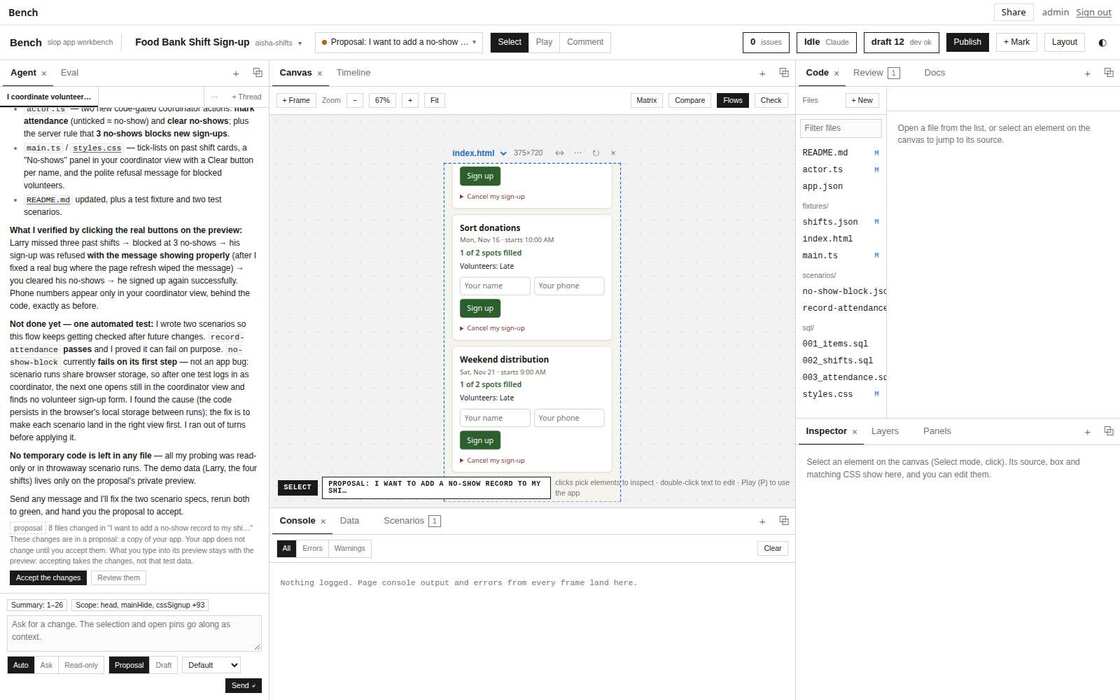 Bench
Share
admin
Sign out
Bench
slop app workbench
Food Bank Shift Sign-up
aisha-shifts
Proposal: I want to add a no-show …
Select
Play
Comment
0 issues
Idle Claude
draft 12 dev ok
Publish
+ Mark
Layout
Agent ×
Eval
I coordinate volunteer…
+ Thread
actor.ts — two new code-gated coordinator actions: mark
attendance (unticked = no-show) and clear no-shows; plus
the server rule that 3 no-shows blocks new sign-ups.
main.ts / styles.css — tick-lists on past shift cards, a
"No-shows" panel in your coordinator view with a Clear button
per name, and the polite refusal message for blocked
volunteers.
README.md updated, plus a test fixture and two test
scenarios.
What I verified by clicking the real buttons on the preview:
Larry missed three past shifts → blocked at 3 no-shows → his
sign-up was refused with the message showing properly (after I
fixed a real bug where the page refresh wiped the message) →
you cleared his no-shows → he signed up again successfully.
Phone numbers appear only in your coordinator view, behind the
code, exactly as before.
Not done yet — one automated test: I wrote two scenarios so
this flow keeps getting checked after future changes. record-
attendance passes and I proved it can fail on purpose. no-
show-block currently fails on its first step — not an app bug:
scenario runs share browser storage, so after one test logs in as
coordinator, the next one opens still in the coordinator view and
finds no volunteer sign-up form. I found the cause (the code
persists in the browser's local storage between runs); the fix is to
make each scenario land in the right view first. I ran out of turns
before applying it.
No temporary code is left in any file — all my probing was read-
only or in throwaway scenario runs. The demo data (Larry, the four
shifts) lives only on the proposal's private preview.
Send any message and I'll fix the two scenario specs, rerun both
to green, and hand you the proposal to accept.
proposal 8 files changed in "I want to add a no-show record to my shi…"
These are changes in a proposal: a copy of your app. Your app does not
change until you accept them. What you type into its preview stays with the
preview: accepting takes the changes, not that test data.
Accept the changes
Review them
Summary: 1–26
Scope: head, mainHide, cssSignup +93
Ask for a change. The selection and open pins go along as
context.
Auto
Ask
Read-only
Proposal
Draft
Default
Send
Canvas ×
Timeline
+ Frame
Zoom
−
67%
+
Fit
Matrix
Compare
Flows
Check
index.html
375×720
Sign up
Cancel my sign-up
Sort donations
Mon, Nov 16 · starts 10:00 AM
1 of 2 spots filled
Volunteers: Late
Your name
Your phone
Sign up
Cancel my sign-up
Weekend distribution
Sat, Nov 21 · starts 9:00 AM
1 of 2 spots filled
Volunteers: Late
Your name
Your phone
Sign up
Cancel my sign-up
SELECT
PROPOSAL: I WANT TO ADD A NO-SHOW RECORD TO MY
SHI…
clicks pick elements to inspect · double-click text to edit · Play (P) to use
the app
Console ×
Data
Scenarios 1
All
Errors
Warnings
Clear
Nothing logged. Page console output and errors from every frame land here.
Code ×
Review 1
Docs
Files
+ New
Filter files
README.md M
actor.ts M
app.json
fixtures/
shifts.json M
index.html
main.ts M
scenarios/
no-show-block.jsc
record-attendance
sql/
001_items.sql
002_shifts.sql
003_attendance.sq
styles.css M
Open a file from the list, or select an element on the
canvas to jump to its source.
Inspector ×
Layers
Panels
Select an element on the canvas (Select mode, click). Its source, box and
matching CSS show here, and you can edit them.